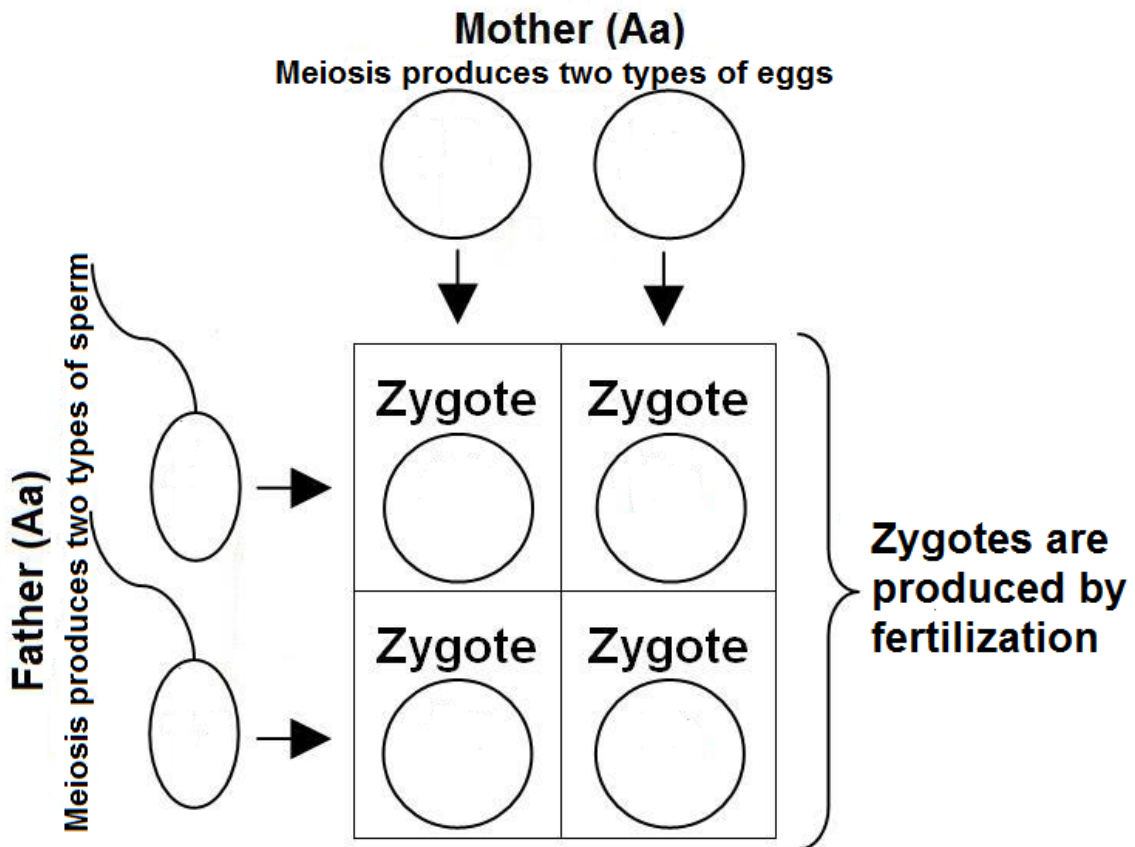 Mother (Aa)
Meiosis produces two types of eggs
Father (Aa)
Meiosis produces two types of sperm
Zygote
Zygote
Zygote
Zygote
Zygotes are
produced by
fertilization